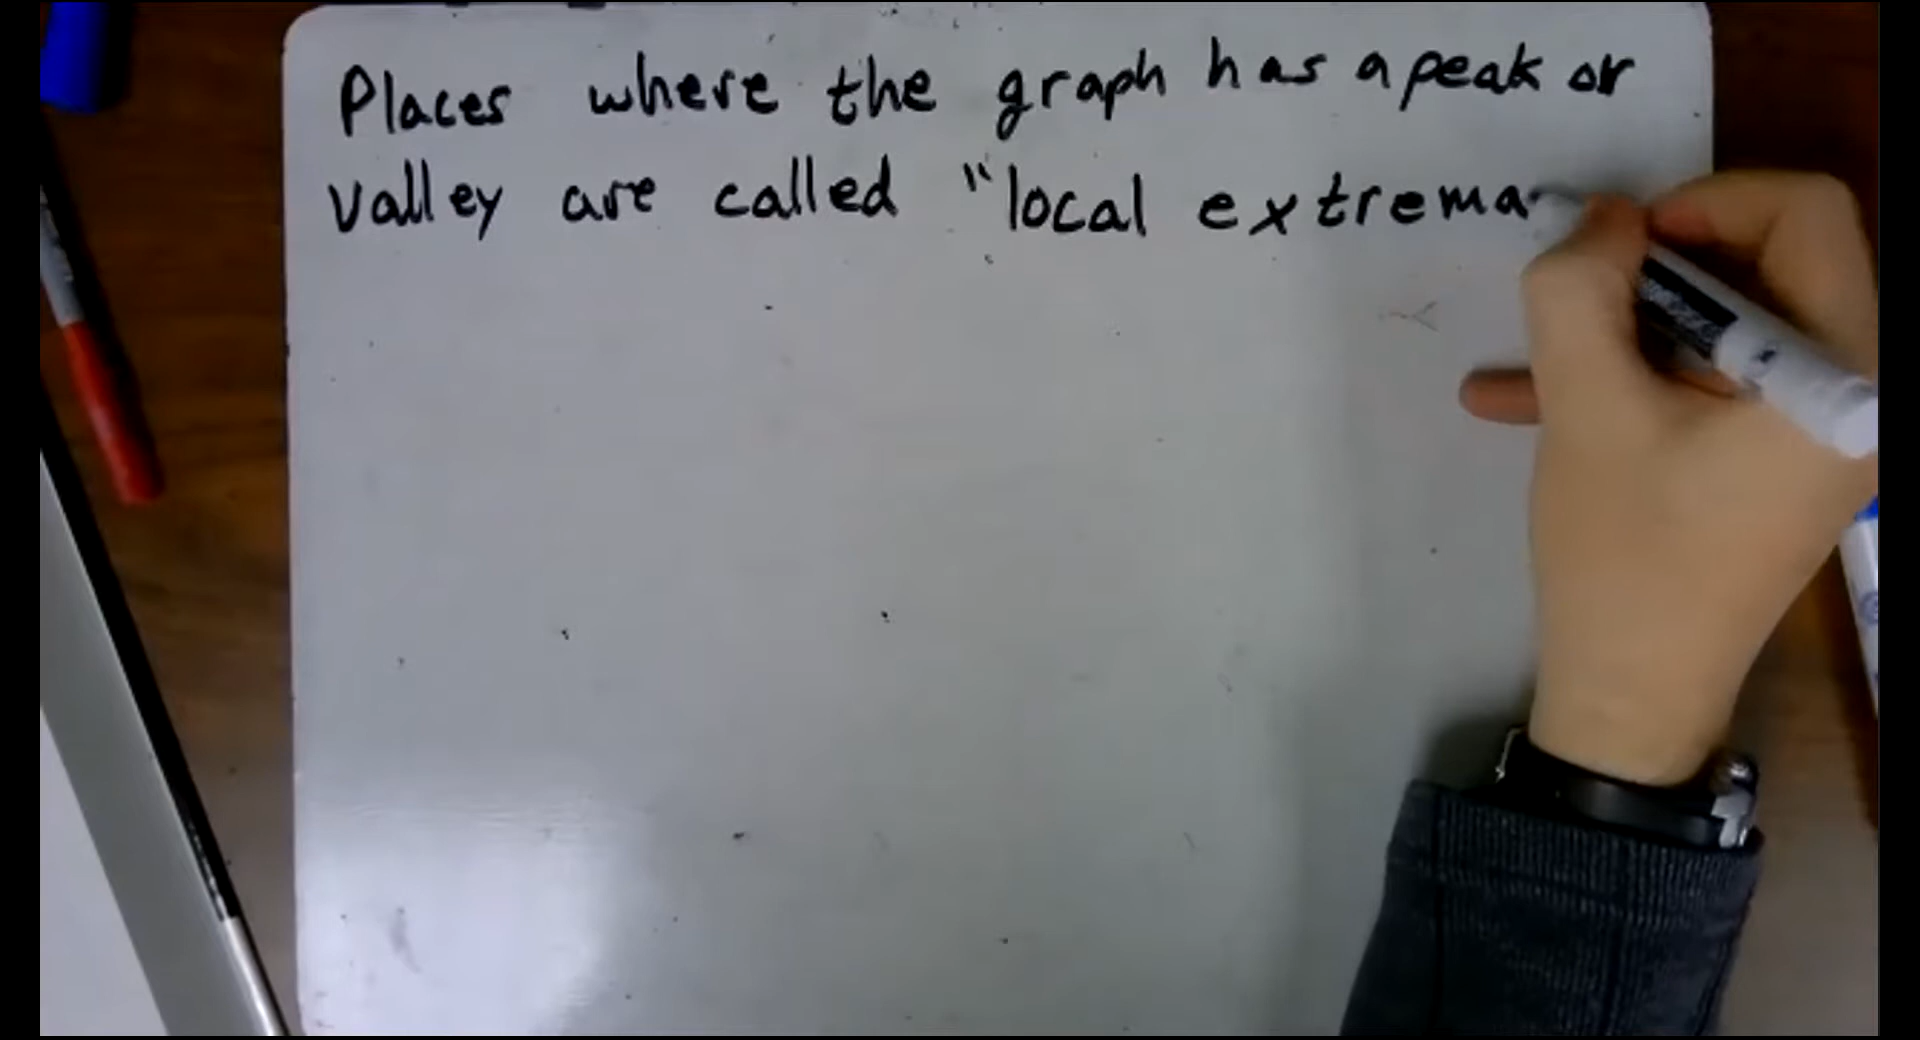 Places where the graph has a peak or
valley are called "local extrema